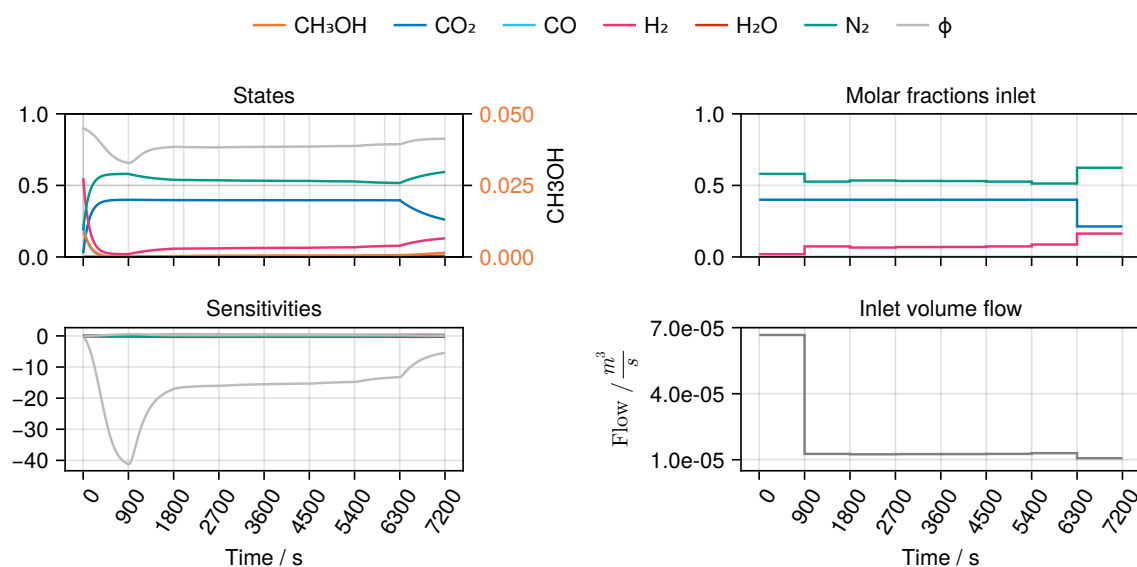 CH₃OH CO₂ CO H₂ H₂O N₂ ϕ
States
1.0
0.5
0.0
0.050
0.025
0.000
CH3OH
Molar fractions inlet
1.0
0.5
0.0
Sensitivities
0
−10
−20
−30
−40
0 900 1800 2700 3600 4500 5400 6300 7200
Time / s
Inlet volume flow
7.0e-05
4.0e-05
1.0e-05
Flow / m³/s
0 900 1800 2700 3600 4500 5400 6300 7200
Time / s